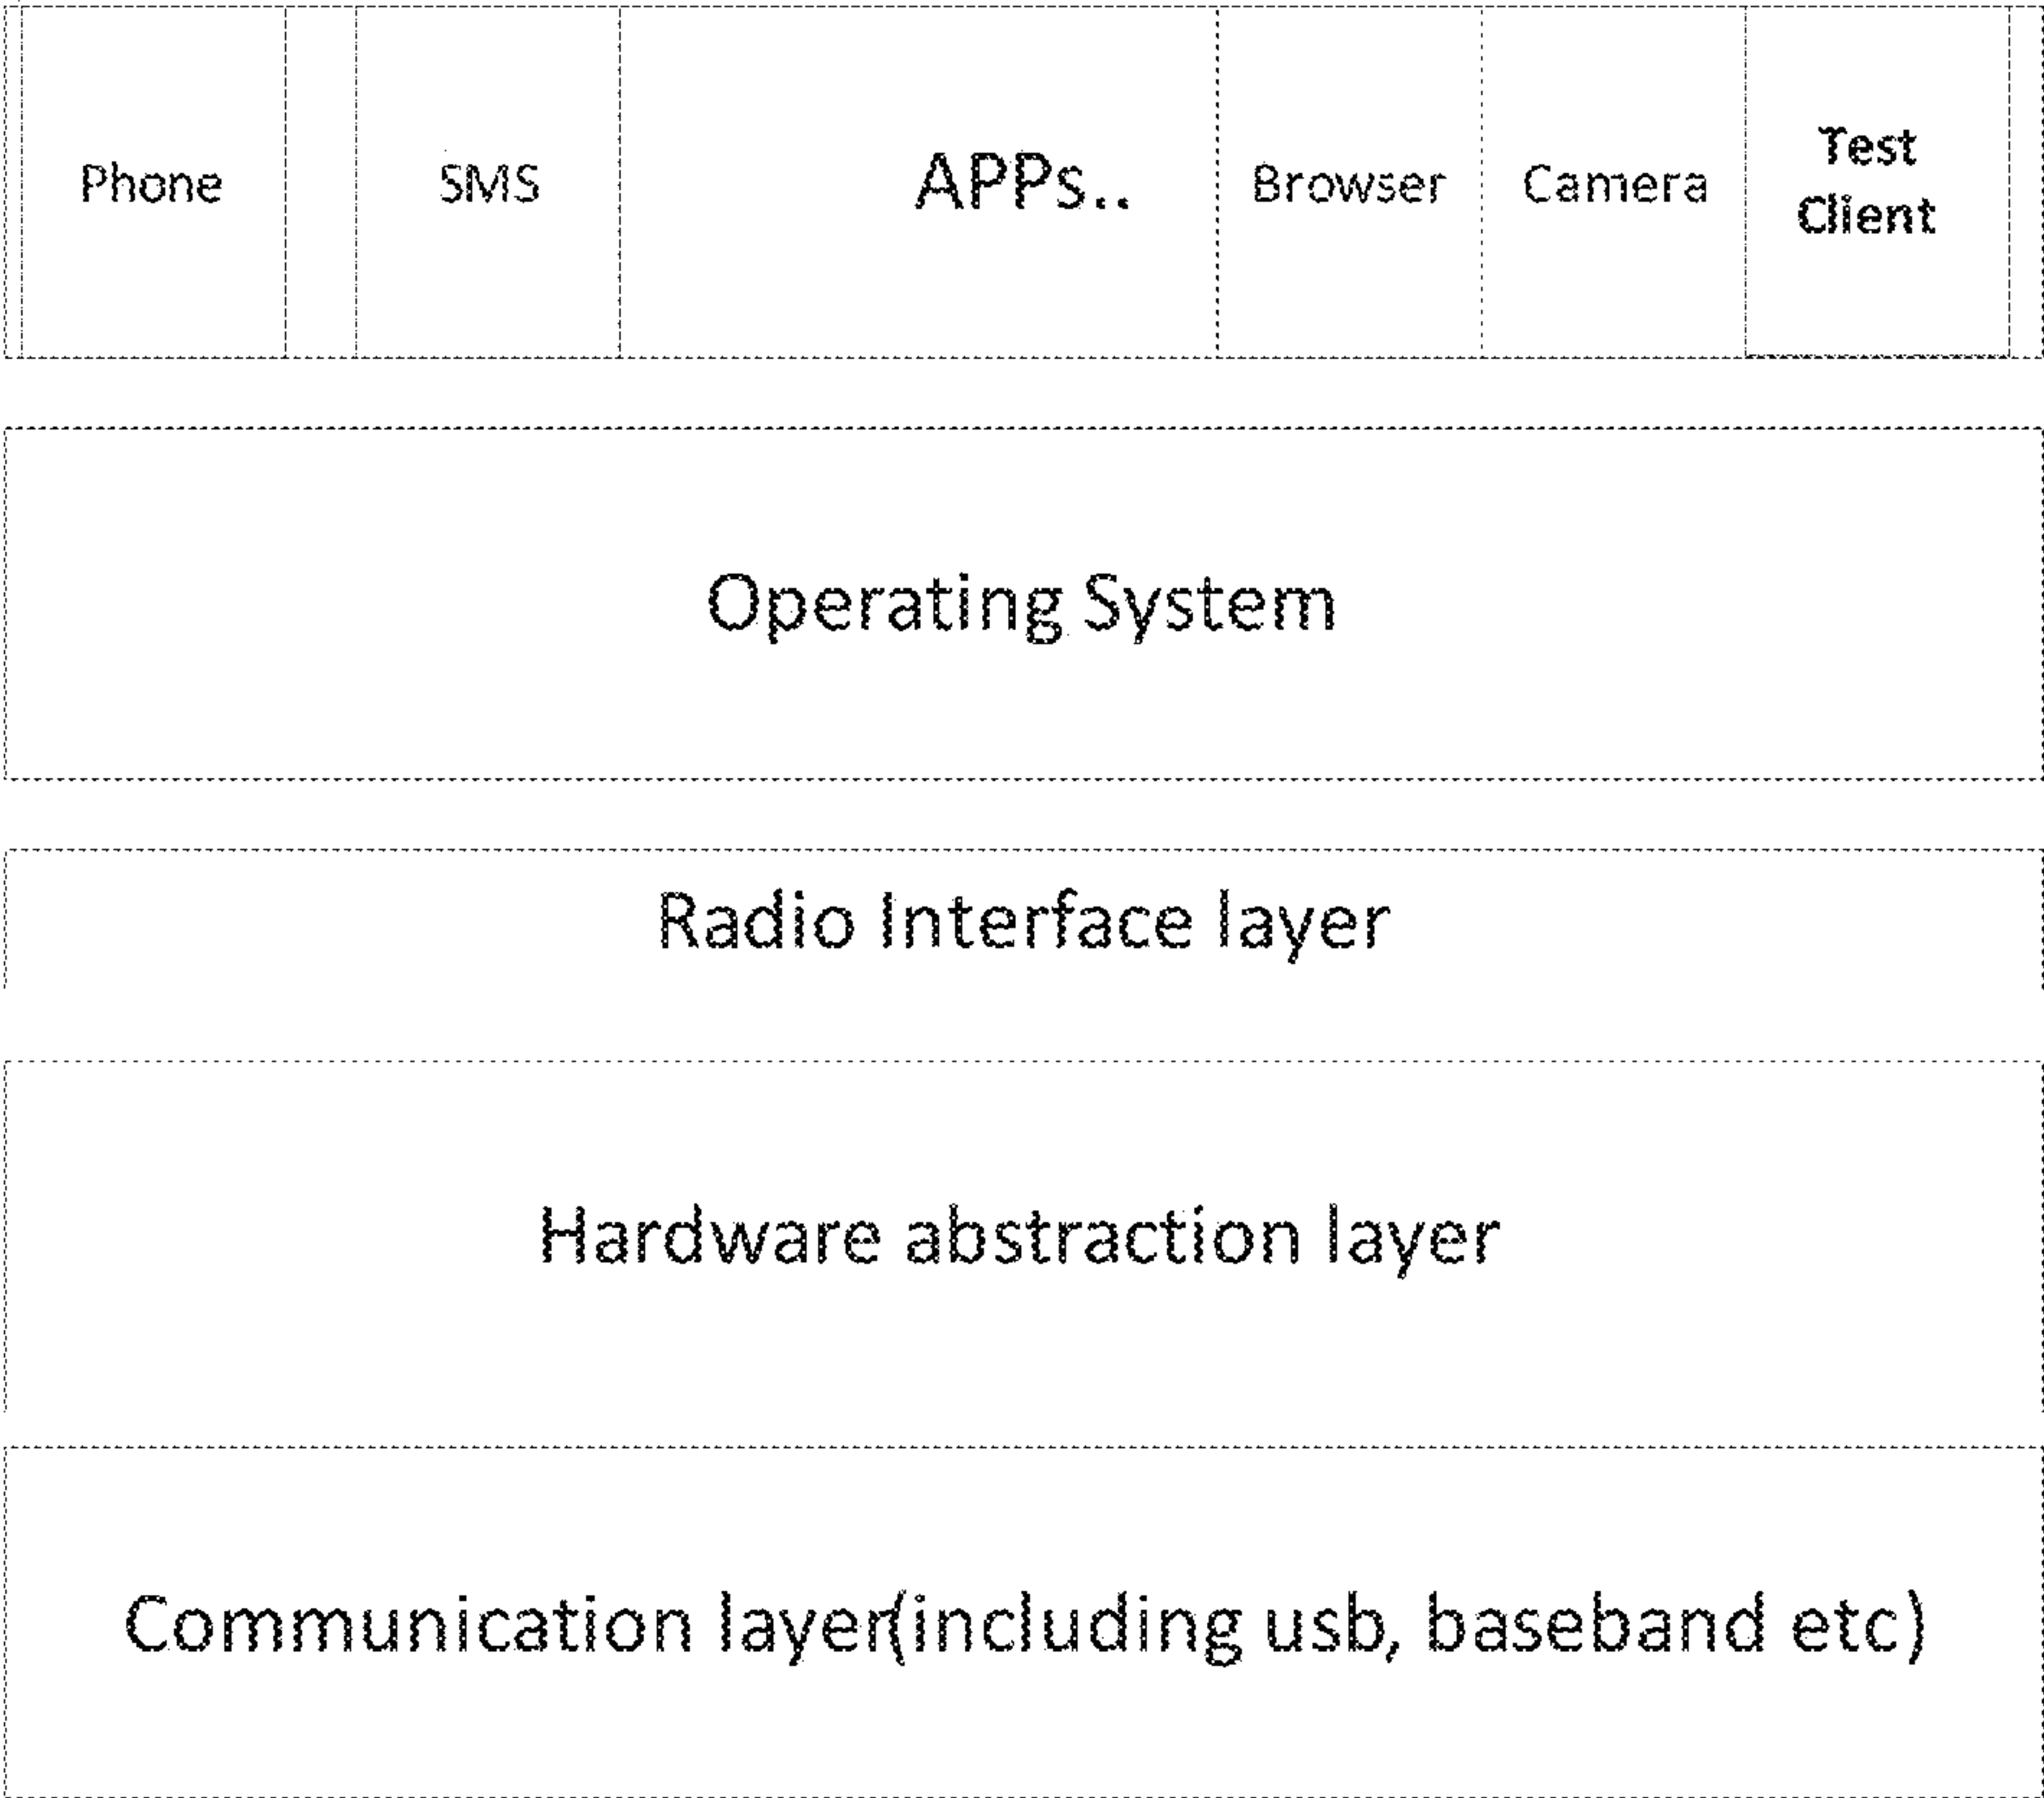 Phone
SMS
APPs..
Browser
Camera
Test
Client
Operating System
Radio Interface layer
Hardware abstraction layer
Communication layer(including usb, baseband etc)